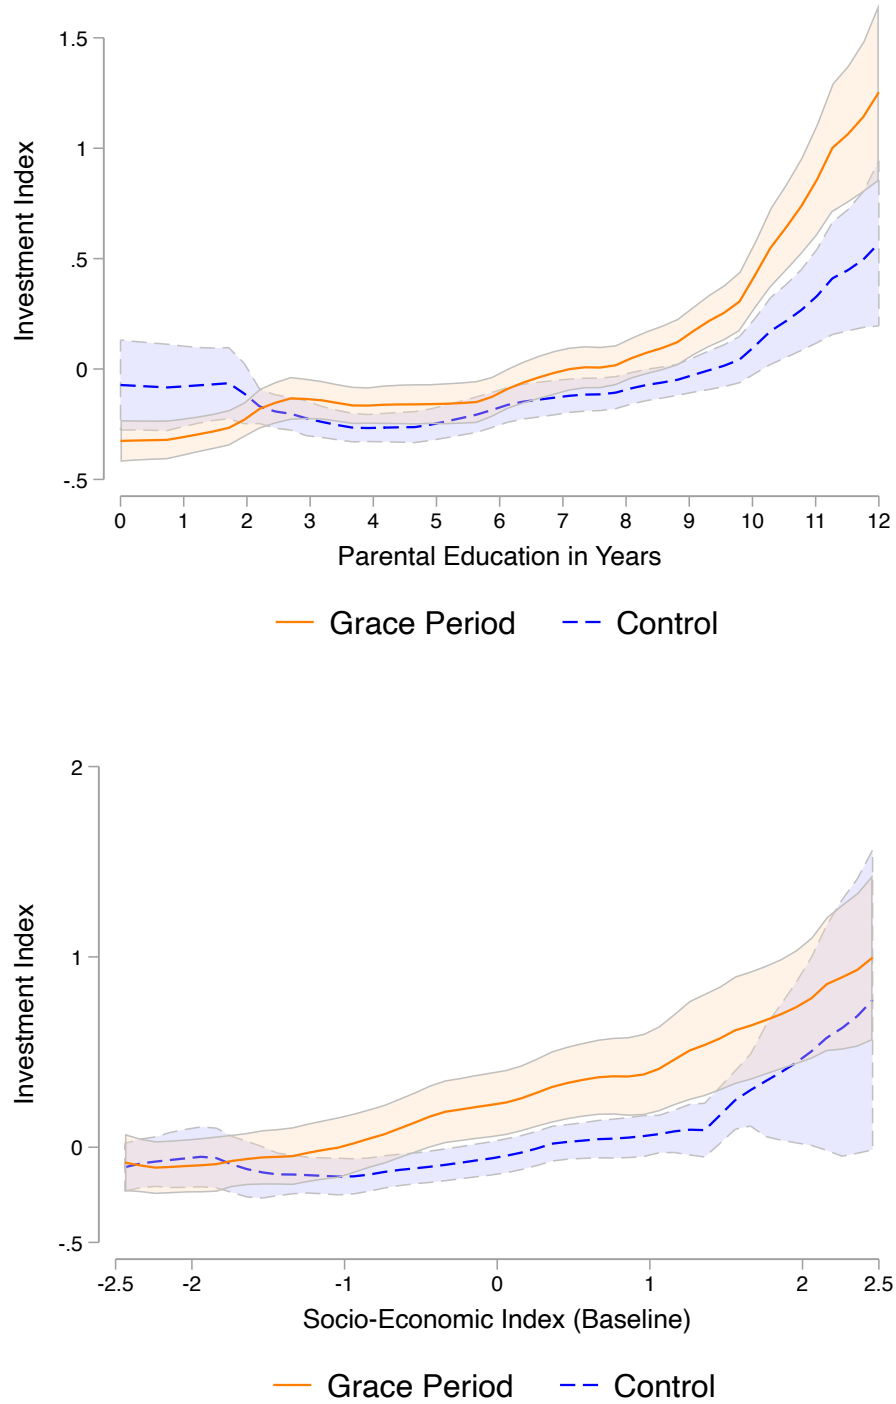 1.5
1
.5
0
-.5
Investment Index
0 1 2 3 4 5 6 7 8 9 10 11 12
Parental Education in Years
Grace Period Control
2
1
0
-.5
Investment Index
-2.5 -2 -1 0 1 2 2.5
Socio-Economic Index (Baseline)
Grace Period Control